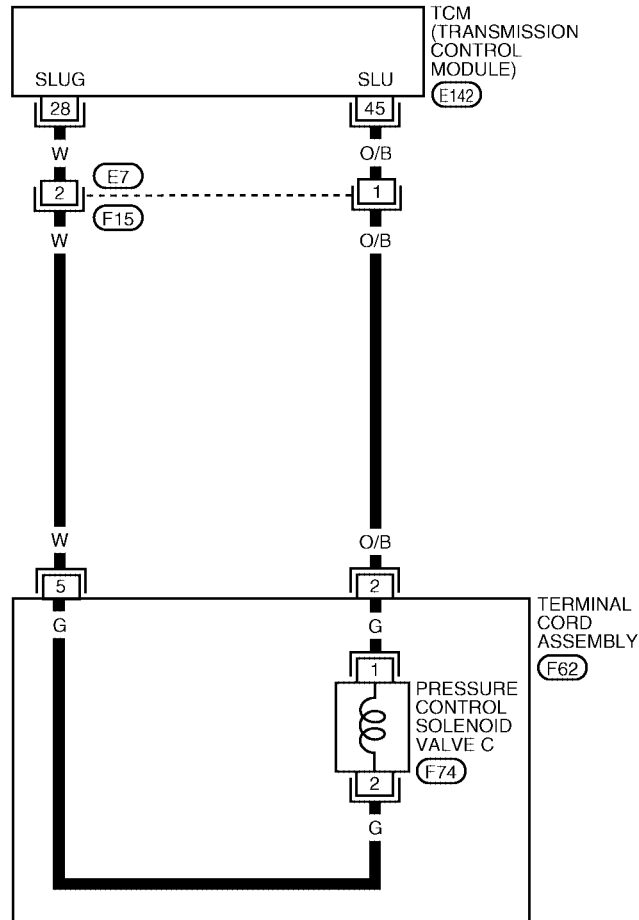 TCM
(TRANSMISSION
CONTROL
MODULE)
E142
SLUG SLU
28 45
W O/B
E7
2 1
F15
W O/B
W O/B
5 2
TERMINAL
CORD
ASSEMBLY
F62
G G
1
PRESSURE
CONTROL
SOLENOID
VALVE C
F74
2
G